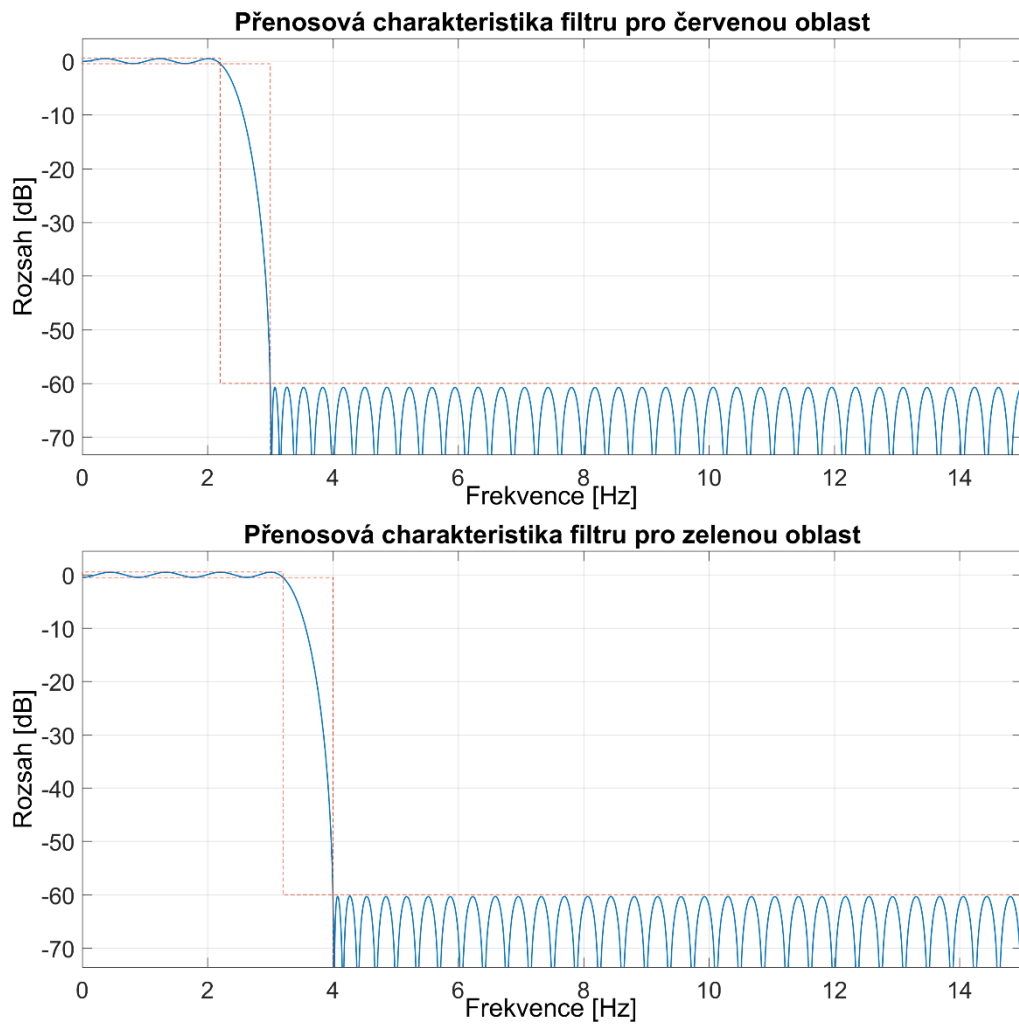 Přenosová charakteristika filtru pro červenou oblast
Rozsah [dB]
0
-10
-20
-30
-40
-50
-60
-70
0 2 4 6 8 10 12 14
Frekvence [Hz]
Přenosová charakteristika filtru pro zelenou oblast
Rozsah [dB]
0
-10
-20
-30
-40
-50
-60
-70
0 2 4 6 8 10 12 14
Frekvence [Hz]